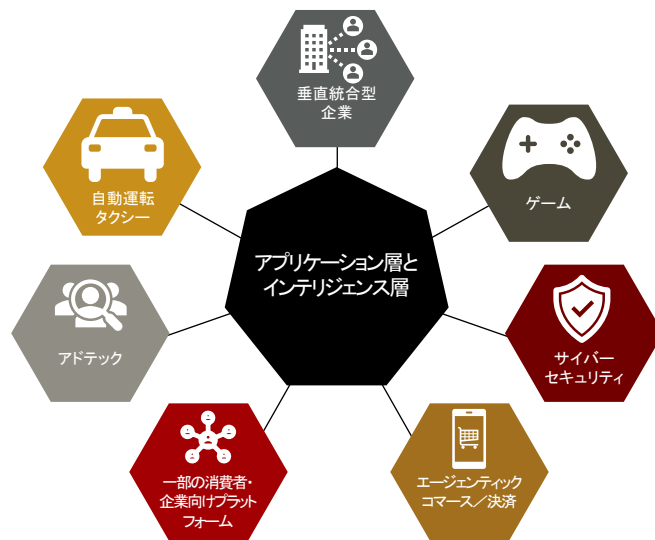 垂直統合型
企業
自動運転
タクシー
ゲーム
アプリケーション層と
インテリジェンス層
アドテック
サイバー
セキュリティ
一部の消費者・
企業向けプラット
フォーム
エージェンティック
コマース／決済